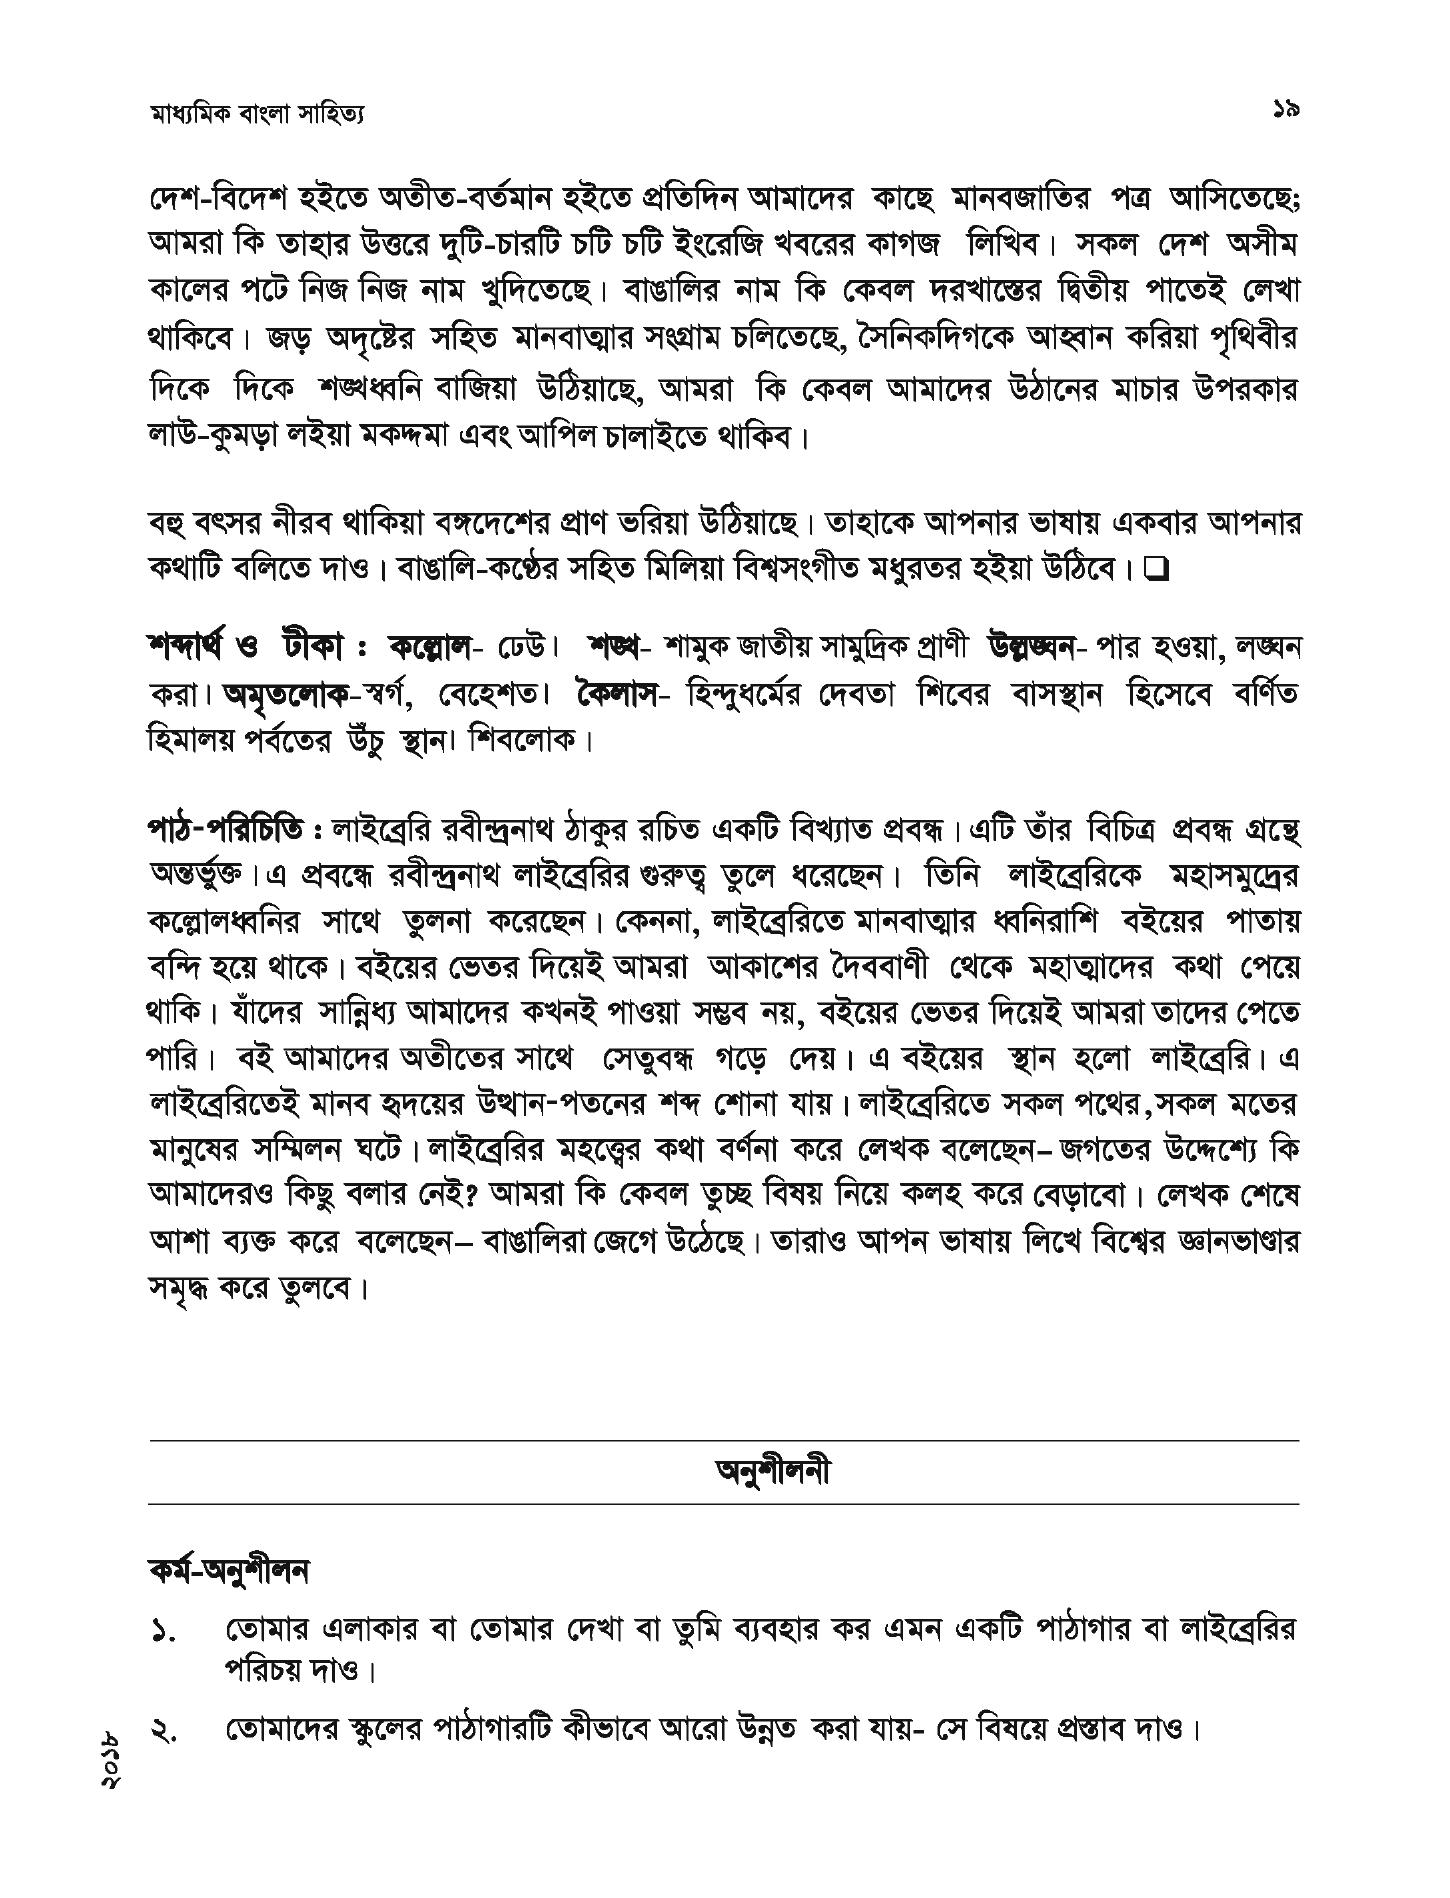 মাধ্যমিক বাংলা সাহিত্য ১৯
দেশ-বিদেশ হইতে অতীত-বর্তমান হইতে প্রতিদিন আমাদের কাছে মানবজাতির পত্র আসিতেছে;
আমরা কি তাহার উত্তরে দুটি-চারটি চটি চটি ইংরেজি খবরের কাগজ লিখিব। সকল দেশ অসীম
কালের পটে নিজ নিজ নাম খুদিতেছে। বাঙালির নাম কি কেবল দরখাস্তের দ্বিতীয় পাতেই লেখা
থাকিবে। জড় অদৃষ্টের সহিত মানবাত্মার সংগ্রাম চলিতেছে, সৈনিকদিগকে আহ্বান করিয়া পৃথিবীর
দিকে দিকে শঙ্খধ্বনি বাজিয়া উঠিয়াছে, আমরা কি কেবল আমাদের উঠানের মাচার উপরকার
লাউ-কুমড়া লইয়া মকদ্দমা এবং আপিল চালাইতে থাকিব।
বহু বৎসর নীরব থাকিয়া বঙ্গদেশের প্রাণ ভরিয়া উঠিয়াছে। তাহাকে আপনার ভাষায় একবার আপনার
কথাটি বলিতে দাও। বাঙালি-কণ্ঠের সহিত মিলিয়া বিশ্বসংগীত মধুরতর হইয়া উঠিবে। ❏
শব্দার্থ ও টীকা : কল্লোল- ঢেউ। শঙ্খ- শামুক জাতীয় সামুদ্রিক প্রাণী উল্লঙ্ঘন- পার হওয়া, লঙ্ঘন
করা। অমৃতলোক-স্বর্গ, বেহেশত। কৈলাস- হিন্দুধর্মের দেবতা শিবের বাসস্থান হিসেবে বর্ণিত
হিমালয় পর্বতের উঁচু স্থান। শিবলোক।
পাঠ-পরিচিতি : লাইব্রেরি রবীন্দ্রনাথ ঠাকুর রচিত একটি বিখ্যাত প্রবন্ধ। এটি তাঁর বিচিত্র প্রবন্ধ গ্রন্থে
অন্তর্ভুক্ত। এ প্রবন্ধে রবীন্দ্রনাথ লাইব্রেরির গুরুত্ব তুলে ধরেছেন। তিনি লাইব্রেরিকে মহাসমুদ্রের
কল্লোলধ্বনির সাথে তুলনা করেছেন। কেননা, লাইব্রেরিতে মানবাত্মার ধ্বনিরাশি বইয়ের পাতায়
বন্দি হয়ে থাকে। বইয়ের ভেতর দিয়েই আমরা আকাশের দৈববাণী থেকে মহাত্মাদের কথা পেয়ে
থাকি। যাঁদের সান্নিধ্য আমাদের কখনই পাওয়া সম্ভব নয়, বইয়ের ভেতর দিয়েই আমরা তাদের পেতে
পারি। বই আমাদের অতীতের সাথে সেতুবন্ধ গড়ে দেয়। এ বইয়ের স্থান হলো লাইব্রেরি। এ
লাইব্রেরিতেই মানব হৃদয়ের উত্থান-পতনের শব্দ শোনা যায়। লাইব্রেরিতে সকল পথের,সকল মতের
মানুষের সম্মিলন ঘটে। লাইব্রেরির মহত্ত্বের কথা বর্ণনা করে লেখক বলেছেন– জগতের উদ্দেশ্যে কি
আমাদেরও কিছু বলার নেই? আমরা কি কেবল তুচ্ছ বিষয় নিয়ে কলহ করে বেড়াবো। লেখক শেষে
আশা ব্যক্ত করে বলেছেন– বাঙালিরা জেগে উঠেছে। তারাও আপন ভাষায় লিখে বিশ্বের জ্ঞানভাণ্ডার
সমৃদ্ধ করে তুলবে।
অনুশীলনী
কর্ম-অনুশীলন
১. তোমার এলাকার বা তোমার দেখা বা তুমি ব্যবহার কর এমন একটি পাঠাগার বা লাইব্রেরির
পরিচয় দাও।
২. তোমাদের স্কুলের পাঠাগারটি কীভাবে আরো উন্নত করা যায়- সে বিষয়ে প্রস্তাব দাও।
২০১৮